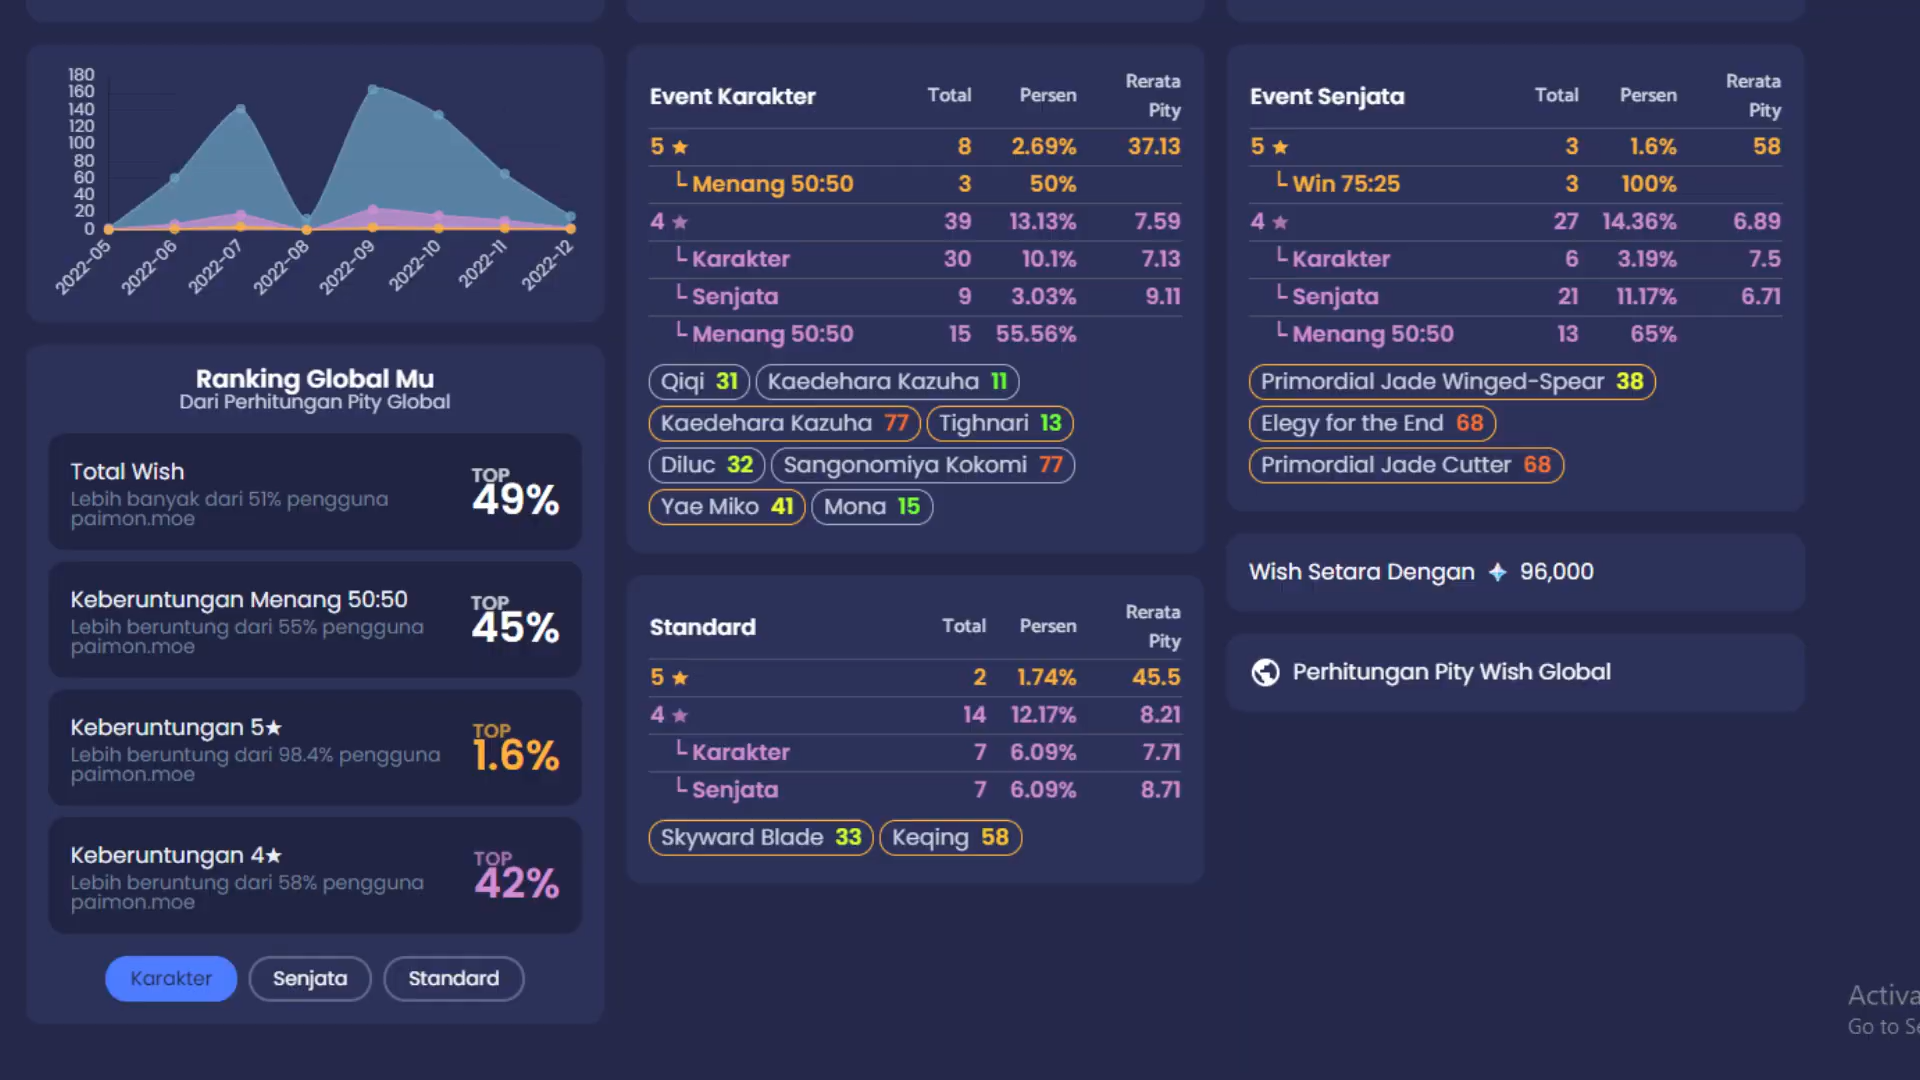 180
160
140
120
100
80
60
40
20
0
2022-05
2022-06
2022-07
2022-08
2022-09
2022-10
2022-11
2022-12
Ranking Global Mu
Dari Perhitungan Pity Global
Total Wish
Lebih banyak dari 51% pengguna
paimon.moe
TOP
49%
Keberuntungan Menang 50:50
Lebih beruntung dari 55% pengguna
paimon.moe
TOP
45%
Keberuntungan 5★
Lebih beruntung dari 98.4% pengguna
paimon.moe
TOP
1.6%
Keberuntungan 4★
Lebih beruntung dari 58% pengguna
paimon.moe
TOP
42%
Karakter Senjata Standard
Event Karakter Total Persen Rerata Pity
5 ★ 8 2.69% 37.13
└ Menang 50:50 3 50%
4 ★ 39 13.13% 7.59
└ Karakter 30 10.1% 7.13
└ Senjata 9 3.03% 9.11
└ Menang 50:50 15 55.56%
Qiqi 31 Kaedehara Kazuha 11
Kaedehara Kazuha 77 Tighnari 13
Diluc 32 Sangonomiya Kokomi 77
Yae Miko 41 Mona 15
Standard Total Persen Rerata Pity
5 ★ 2 1.74% 45.5
4 ★ 14 12.17% 8.21
└ Karakter 7 6.09% 7.71
└ Senjata 7 6.09% 8.71
Skyward Blade 33 Keqing 58
Event Senjata Total Persen Rerata Pity
5 ★ 3 1.6% 58
└ Win 75:25 3 100%
4 ★ 27 14.36% 6.89
└ Karakter 6 3.19% 7.5
└ Senjata 21 11.17% 6.71
└ Menang 50:50 13 65%
Primordial Jade Winged-Spear 38
Elegy for the End 68
Primordial Jade Cutter 68
Wish Setara Dengan 96,000
Perhitungan Pity Wish Global
Activa
Go to Se